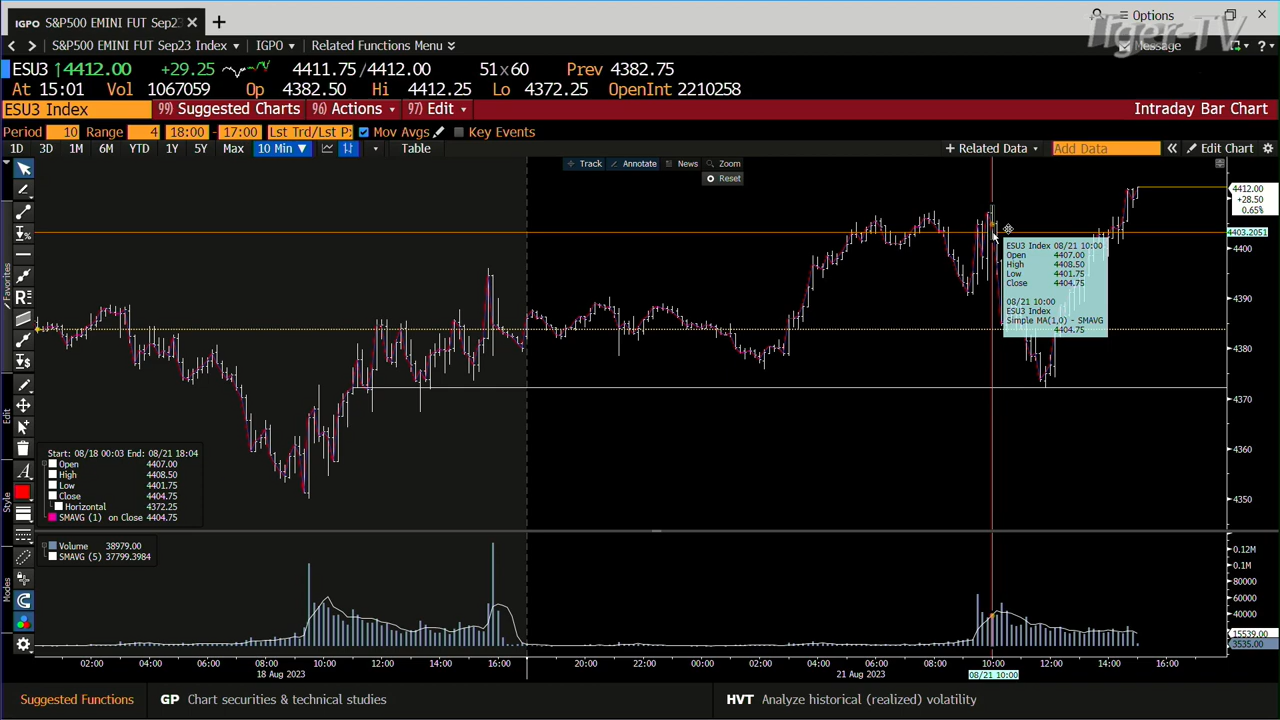 IGPO S&P500 EMINI FUT Sep23 × +
Options
Tiger-TV
< > S&P500 EMINI FUT Sep23 Index ▾ IGPO ▾ Related Functions Menu
Message ?
ESU3 ↑4412.00 +29.25 4411.75/4412.00 51×60 Prev 4382.75
At 15:01 Vol 1067059 Op 4382.50 Hi 4412.25 Lo 4372.25 OpenInt 2210258
ESU3 Index 99) Suggested Charts 96) Actions 97) Edit Intraday Bar Chart
Period 10 Range 4 18:00 - 17:00 Lst Trd/Lst P: Mov Avgs Key Events
1D 3D 1M 6M YTD 1Y 5Y Max 10 Min ▼ Table + Related Data Add Data « Edit Chart
Track Annotate News Zoom
Reset
Favorites
Edit
Style
Modes
4412.00
+28.50
0.65%
4403.2051
4400
4390
4380
4370
4360
4350
ESU3 Index 08/21 10:00
Open 4407.00
High 4408.50
Low 4401.75
Close 4404.75
08/21 10:00
ESU3 Index
Simple MA(1,0) - SMAVG
4404.75
Start: 08/18 00:03 End: 08/21 18:04
Open 4407.00
High 4408.50
Low 4401.75
Close 4404.75
Horizontal 4372.25
SMAVG (1) on Close 4404.75
Volume 38979.00
SMAVG (5) 37799.3984
0.12M
0.1M
80000
60000
40000
15539.00
3535.00
02:00 04:00 06:00 08:00 10:00 12:00 14:00 16:00 20:00 22:00 00:00 02:00 04:00 06:00 08:00 10:00 12:00 14:00 16:00
18 Aug 2023 21 Aug 2023 08/21 10:00
Suggested Functions GP Chart securities & technical studies HVT Analyze historical (realized) volatility